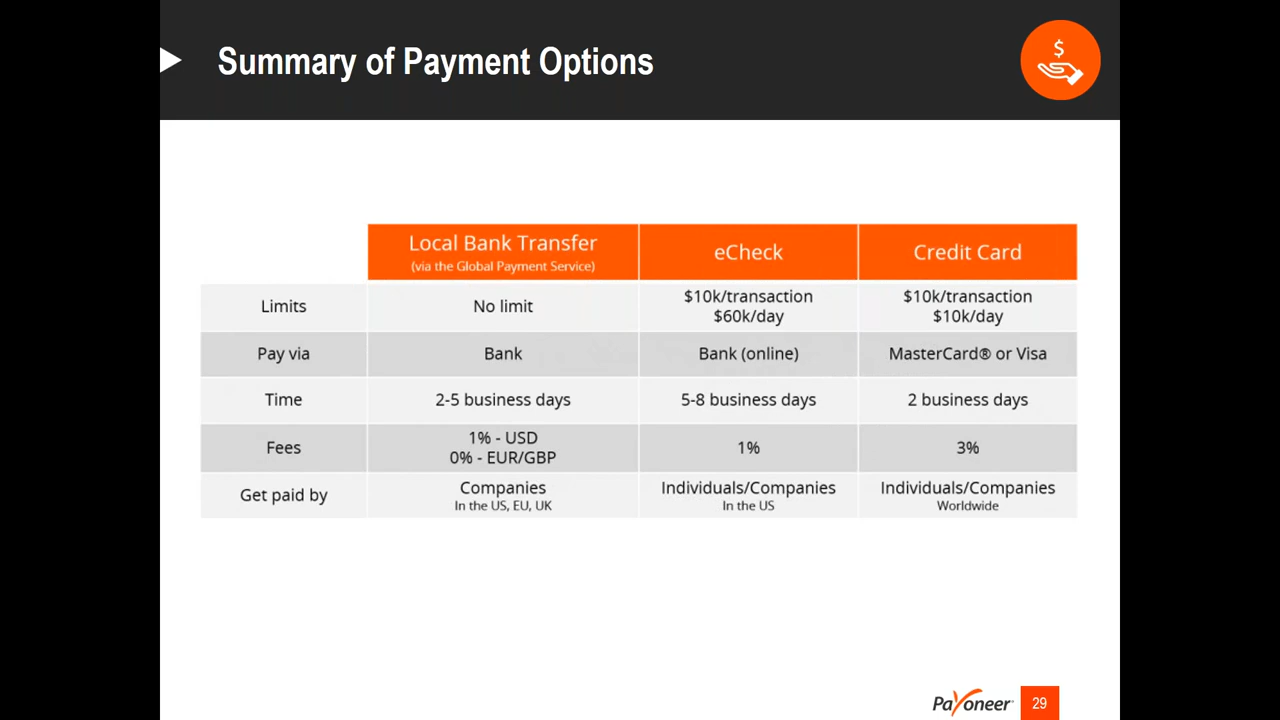 Summary of Payment Options
$
Local Bank Transfer
(via the Global Payment Service)
eCheck
Credit Card
Limits
No limit
$10k/transaction
$60k/day
$10k/transaction
$10k/day
Pay via
Bank
Bank (online)
MasterCard® or Visa
Time
2-5 business days
5-8 business days
2 business days
Fees
1% - USD
0% - EUR/GBP
1%
3%
Get paid by
Companies
In the US, EU, UK
Individuals/Companies
In the US
Individuals/Companies
Worldwide
Payoneer
29